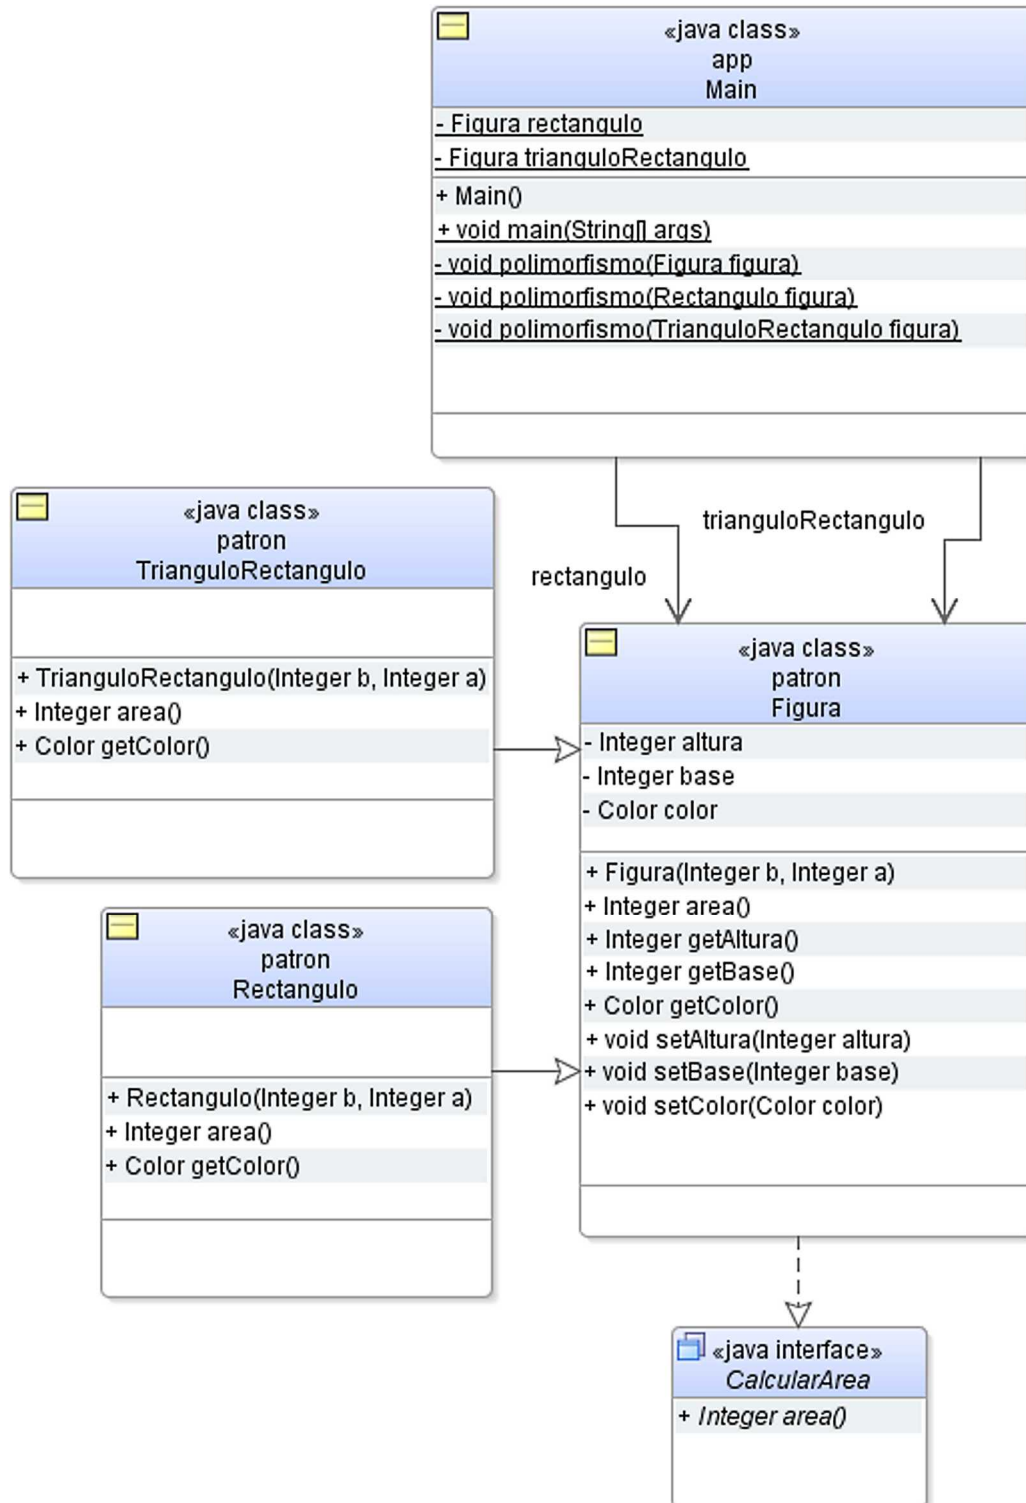 «java class»
app
Main
- Figura rectangulo
- Figura trianguloRectangulo
+ Main()
+ void main(String[] args)
- void polimorfismo(Figura figura)
- void polimorfismo(Rectangulo figura)
- void polimorfismo(TrianguloRectangulo figura)
trianguloRectangulo
rectangulo
«java class»
patron
TrianguloRectangulo
+ TrianguloRectangulo(Integer b, Integer a)
+ Integer area()
+ Color getColor()
«java class»
patron
Figura
- Integer altura
- Integer base
- Color color
+ Figura(Integer b, Integer a)
+ Integer area()
+ Integer getAltura()
+ Integer getBase()
+ Color getColor()
+ void setAltura(Integer altura)
+ void setBase(Integer base)
+ void setColor(Color color)
«java class»
patron
Rectangulo
+ Rectangulo(Integer b, Integer a)
+ Integer area()
+ Color getColor()
«java interface»
CalcularArea
+ Integer area()